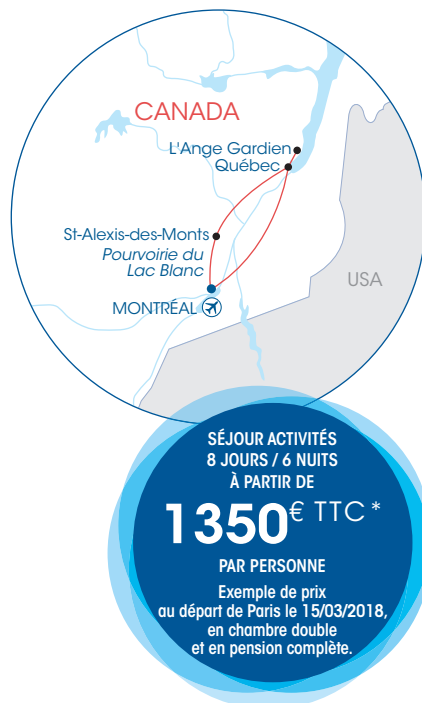 CANADA
L'Ange Gardien
Québec
St-Alexis-des-Monts
Pourvoirie du
Lac Blanc
MONTRÉAL
USA
SÉJOUR ACTIVITÉS
8 JOURS / 6 NUITS
À PARTIR DE
1350€ TTC*
PAR PERSONNE
Exemple de prix
au départ de Paris le 15/03/2018,
en chambre double
et en pension complète.